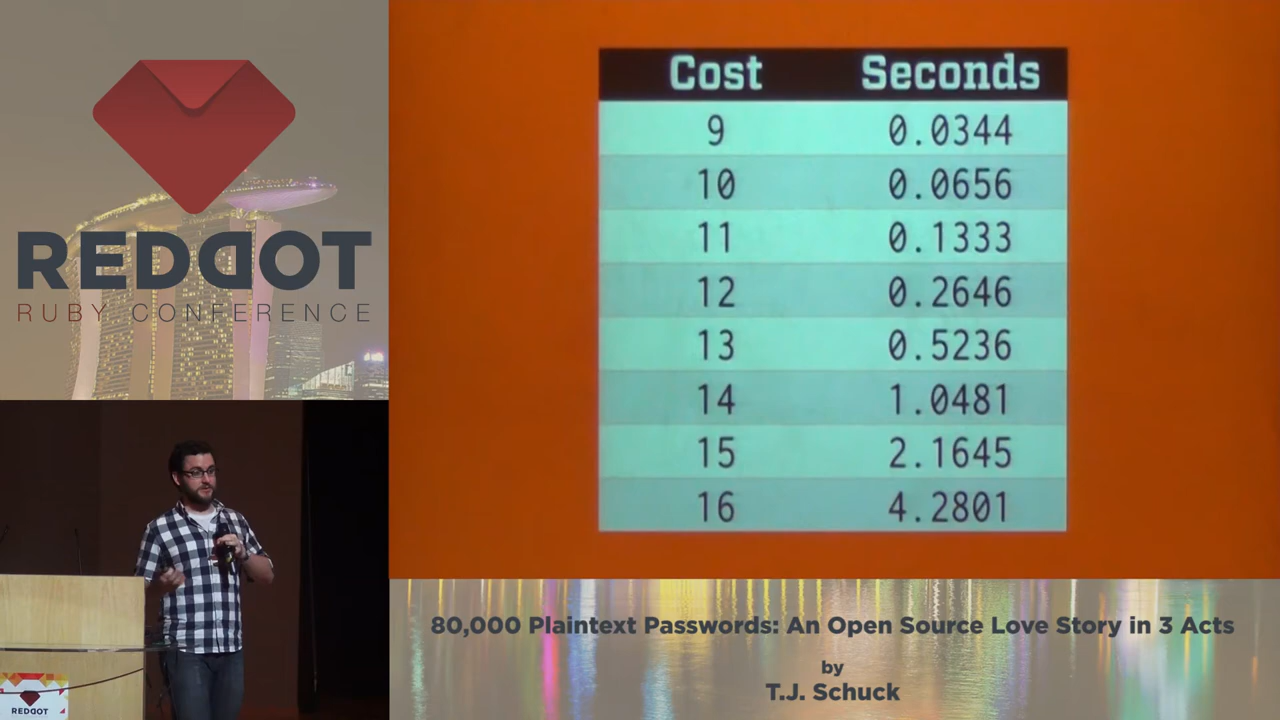 REDDOT
RUBY CONFERENCE
Cost Seconds
9 0.0344
10 0.0656
11 0.1333
12 0.2646
13 0.5236
14 1.0481
15 2.1645
16 4.2801
80,000 Plaintext Passwords: An Open Source Love Story in 3 Acts
by
T.J. Schuck
REDDOT